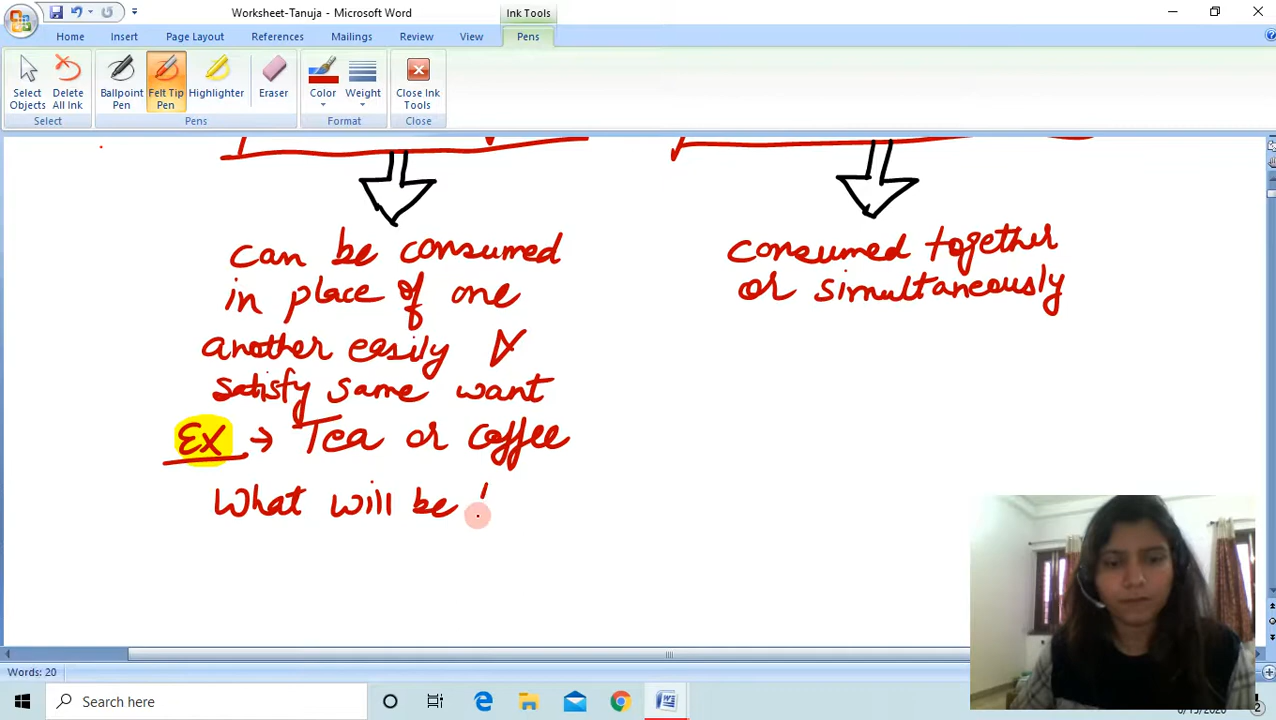 Worksheet-Tanuja - Microsoft Word
Ink Tools
Home Insert Page Layout References Mailings Review View Pens
Select Objects
Delete All Ink
Ballpoint Pen
Felt Tip Pen
Highlighter
Eraser
Color
Weight
Close Ink Tools
Select Pens Format Close
can be consumed
in place of one
another easily &
satisfy same want
Ex → Tea or coffee
What will be
consumed together
or simultaneously
Words: 20
Search here